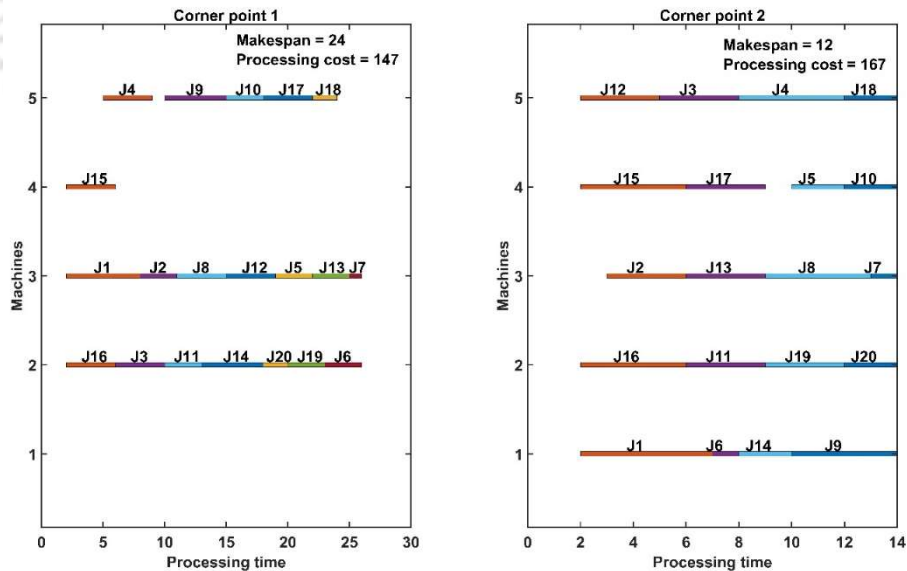 Corner point 1
Makespan = 24
Processing cost = 147
J4 J9 J10 J17 J18
5
J15
4
J1 J2 J8 J12 J5 J13 J7
3
J16 J3 J11 J14 J20 J19 J6
2
1
Machines
0 5 10 15 20 25 30
Processing time
Corner point 2
Makespan = 12
Processing cost = 167
J12 J3 J4 J18
5
J15 J17 J5 J10
4
J2 J13 J8 J7
3
J16 J11 J19 J20
2
J1 J6 J14 J9
1
Machines
0 2 4 6 8 10 12 14
Processing time